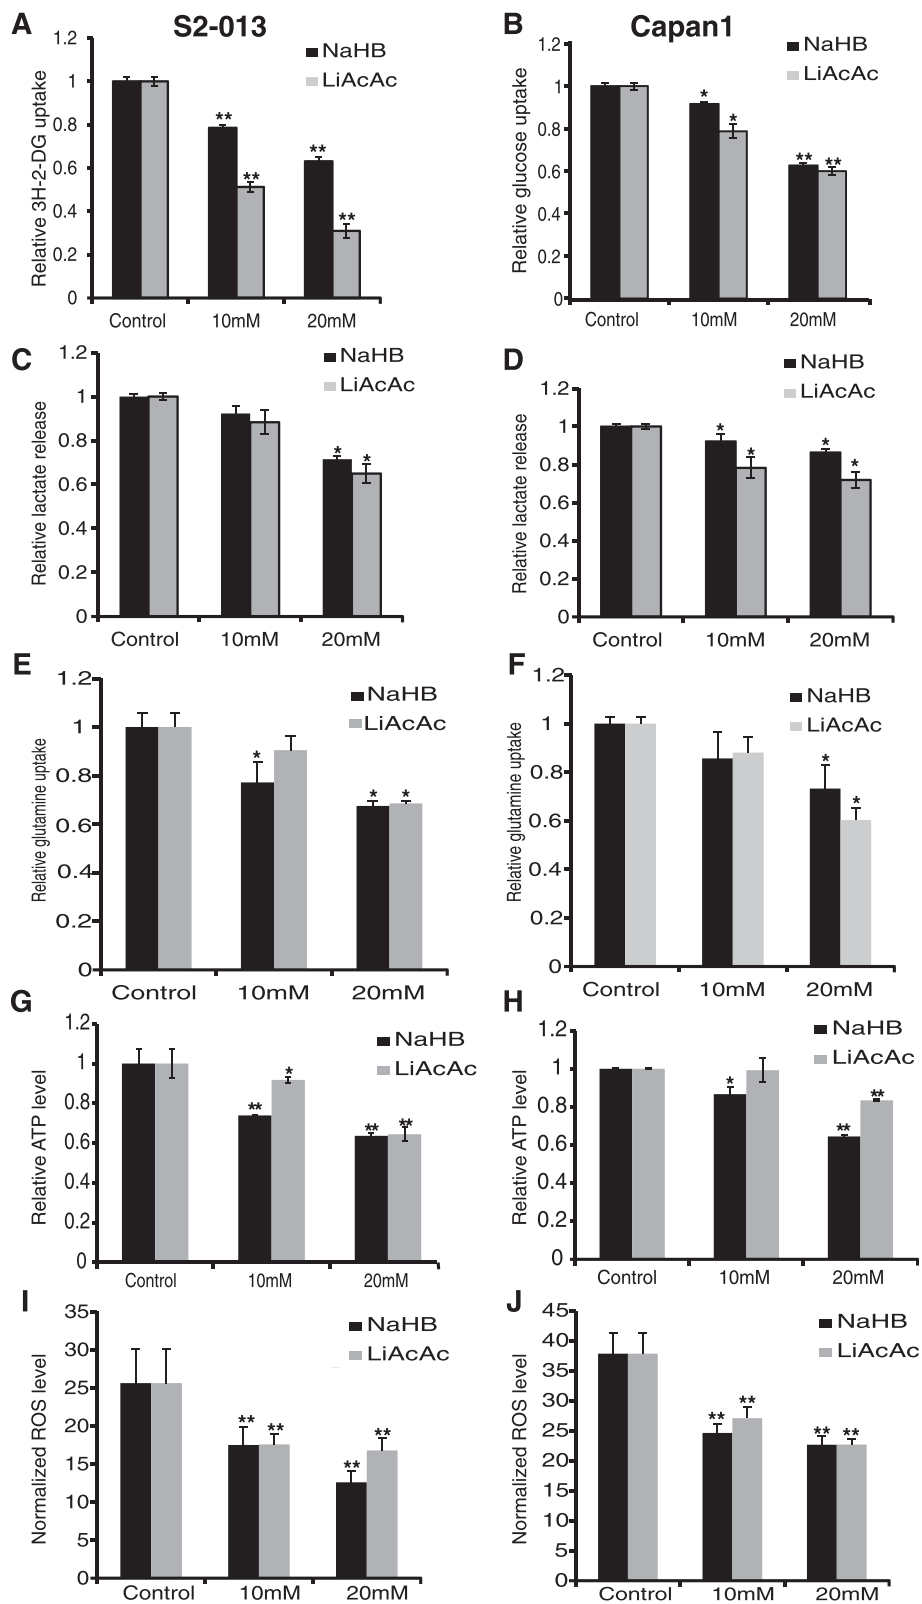 A S2-013
Relative 3H-2-DG uptake
1.2
1
0.8
0.6
0.4
0.2
0
NaHB
LiAcAc
** ** ** **
Control 10mM 20mM
B Capan1
Relative glucose uptake
1.2
1
0.8
0.6
0.4
0.2
0
NaHB
LiAcAc
* * ** **
Control 10mM 20mM
C
Relative lactate release
1.2
1
0.8
0.6
0.4
0.2
0
NaHB
LiAcAc
* *
Control 10mM 20mM
D
Relative lactate release
1.2
1
0.8
0.6
0.4
0.2
0
NaHB
LiAcAc
* * * *
Control 10mM 20mM
E
Relative glutamine uptake
1.2
1
0.8
0.6
0.4
0.2
0
NaHB
LiAcAc
* * *
Control 10mM 20mM
F
Relative glutamine uptake
1.2
1
0.8
0.6
0.4
0.2
0
NaHB
LiAcAc
* *
Control 10mM 20mM
G
Relative ATP level
1.2
1
0.8
0.6
0.4
0.2
0
NaHB
LiAcAc
** * ** **
Control 10mM 20mM
H
Relative ATP level
1.2
1
0.8
0.6
0.4
0.2
0
NaHB
LiAcAc
* ** **
Control 10mM 20mM
I
Normalized ROS level
35
30
25
20
15
10
5
0
NaHB
LiAcAc
** ** ** **
Control 10mM 20mM
J
Normalized ROS level
45
40
35
30
25
20
15
10
5
0
NaHB
LiAcAc
** ** ** **
Control 10mM 20mM